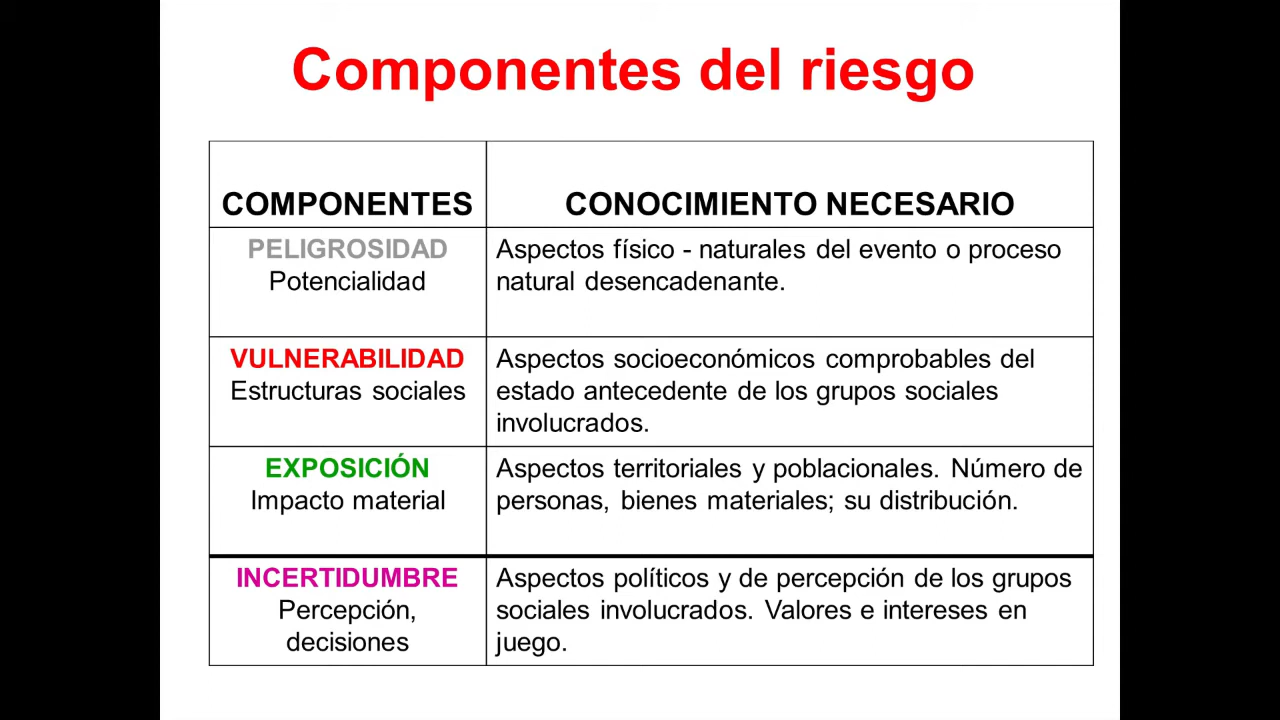 Componentes del riesgo
COMPONENTES
CONOCIMIENTO NECESARIO
PELIGROSIDAD
Potencialidad
Aspectos físico - naturales del evento o proceso
natural desencadenante.
VULNERABILIDAD
Estructuras sociales
Aspectos socioeconómicos comprobables del
estado antecedente de los grupos sociales
involucrados.
EXPOSICIÓN
Impacto material
Aspectos territoriales y poblacionales. Número de
personas, bienes materiales; su distribución.
INCERTIDUMBRE
Percepción,
decisiones
Aspectos políticos y de percepción de los grupos
sociales involucrados. Valores e intereses en
juego.